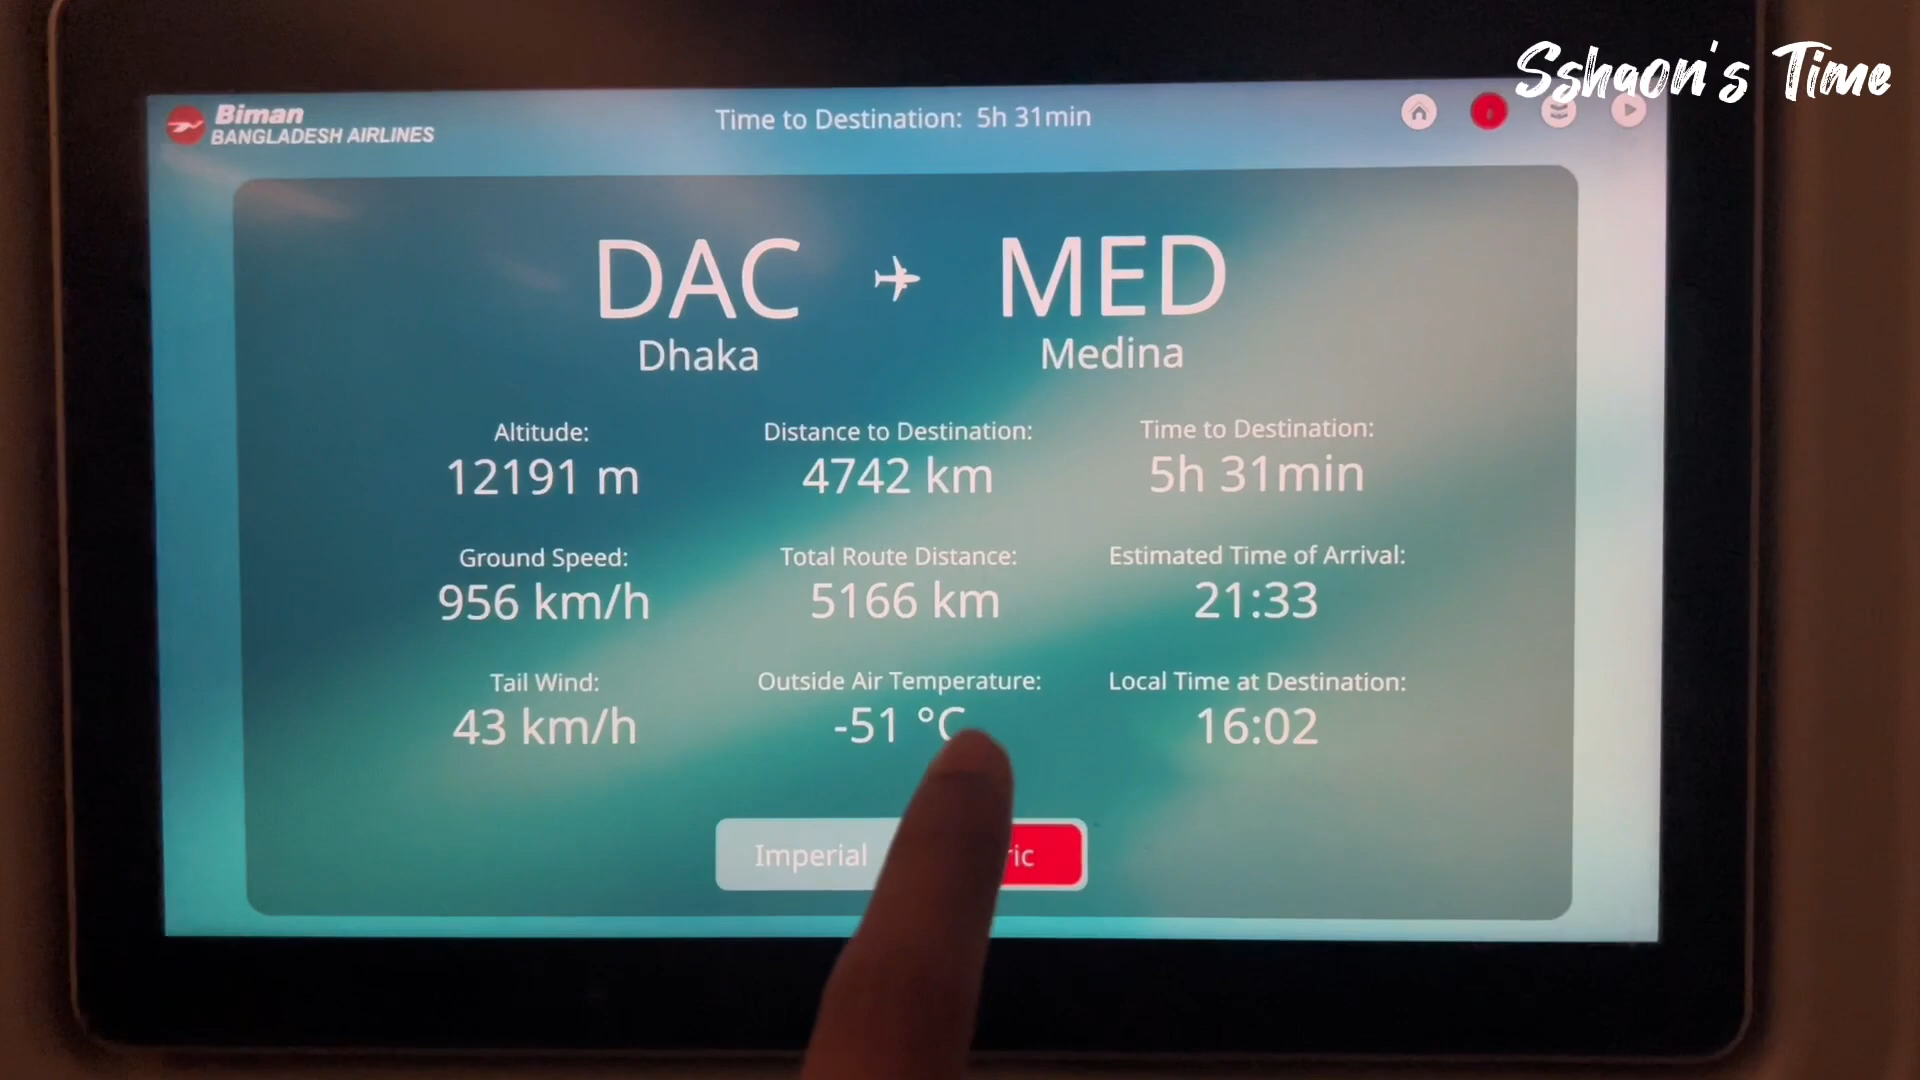 Sshaon's Time
Biman
BANGLADESH AIRLINES
Time to Destination: 5h 31min
DAC MED
Dhaka Medina
Altitude: Distance to Destination: Time to Destination:
12191 m 4742 km 5h 31min
Ground Speed: Total Route Distance: Estimated Time of Arrival:
956 km/h 5166 km 21:33
Tail Wind: Outside Air Temperature: Local Time at Destination:
43 km/h -51 °C 16:02
Imperial